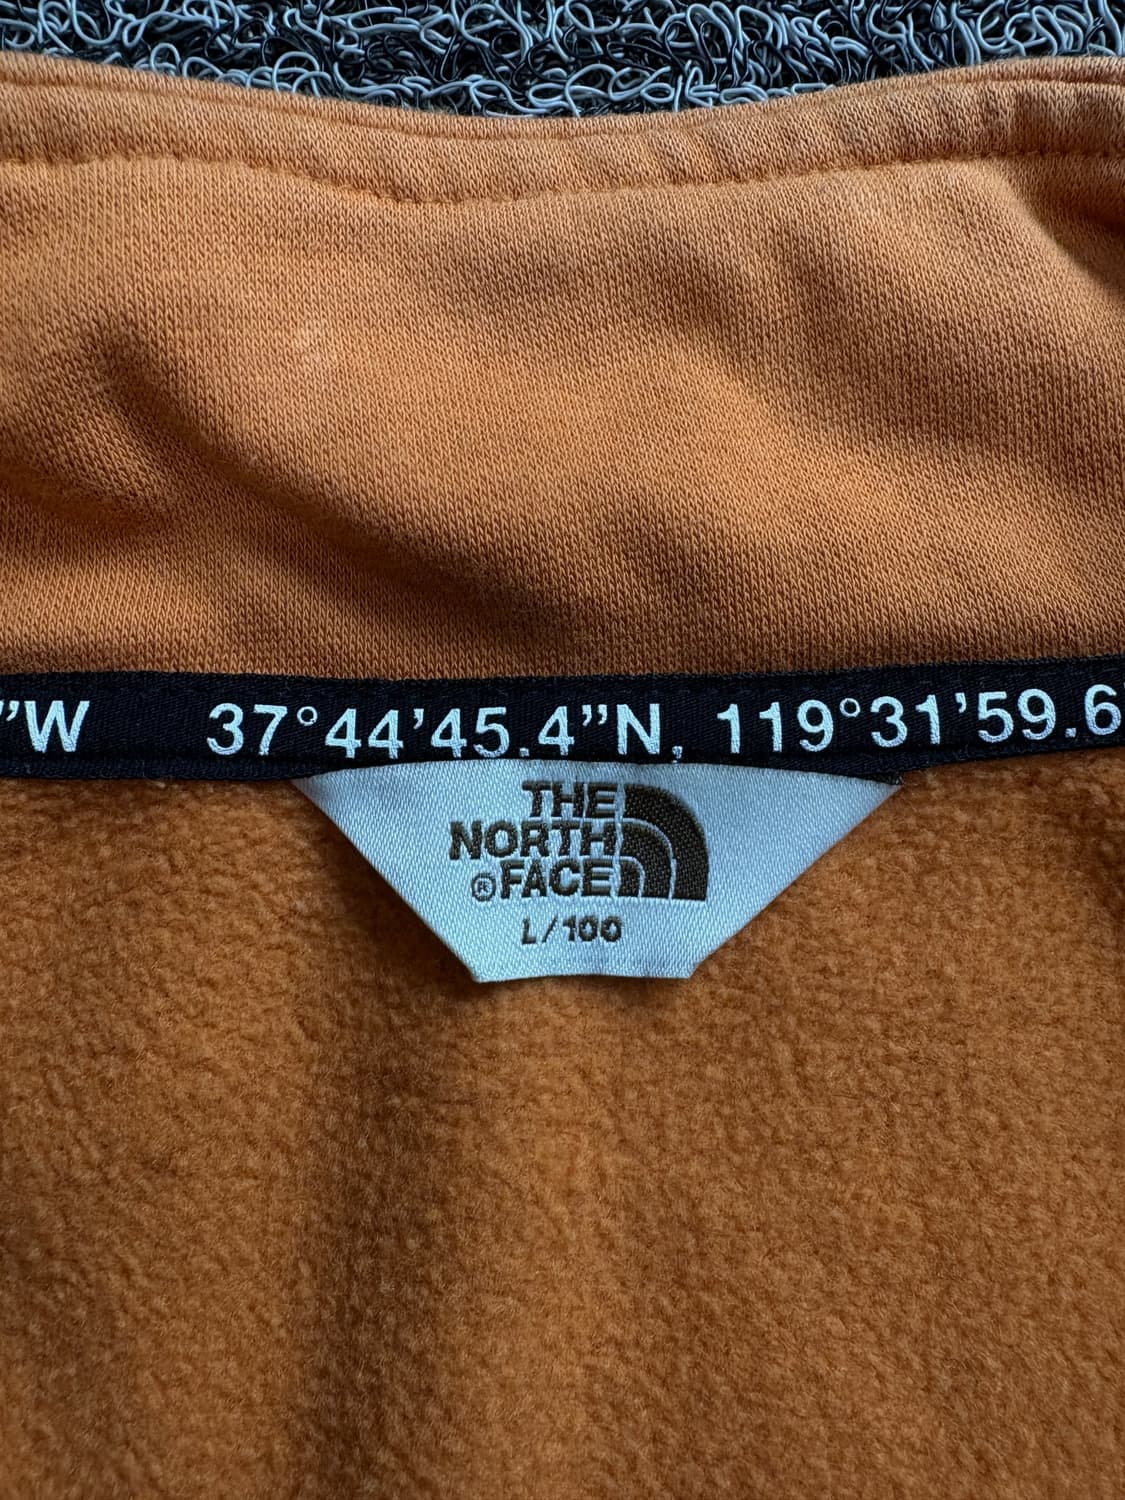 ”W 37°44’45.4”N, 119°31’59.6
THE
NORTH
®FACE
L/100